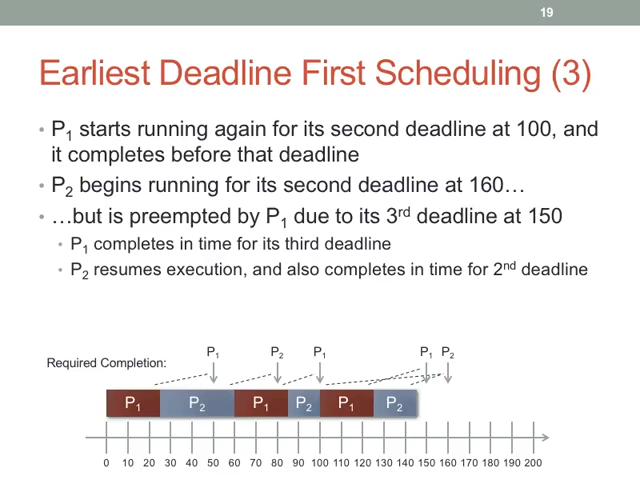 19
Earliest Deadline First Scheduling (3)
• P1 starts running again for its second deadline at 100, and
it completes before that deadline
• P2 begins running for its second deadline at 160…
• …but is preempted by P1 due to its 3rd deadline at 150
• P1 completes in time for its third deadline
• P2 resumes execution, and also completes in time for 2nd deadline
P1 P2 P1 P1 P2
Required Completion:
P1 P2 P1 P2 P1 P2
0 10 20 30 40 50 60 70 80 90 100 110 120 130 140 150 160 170 180 190 200